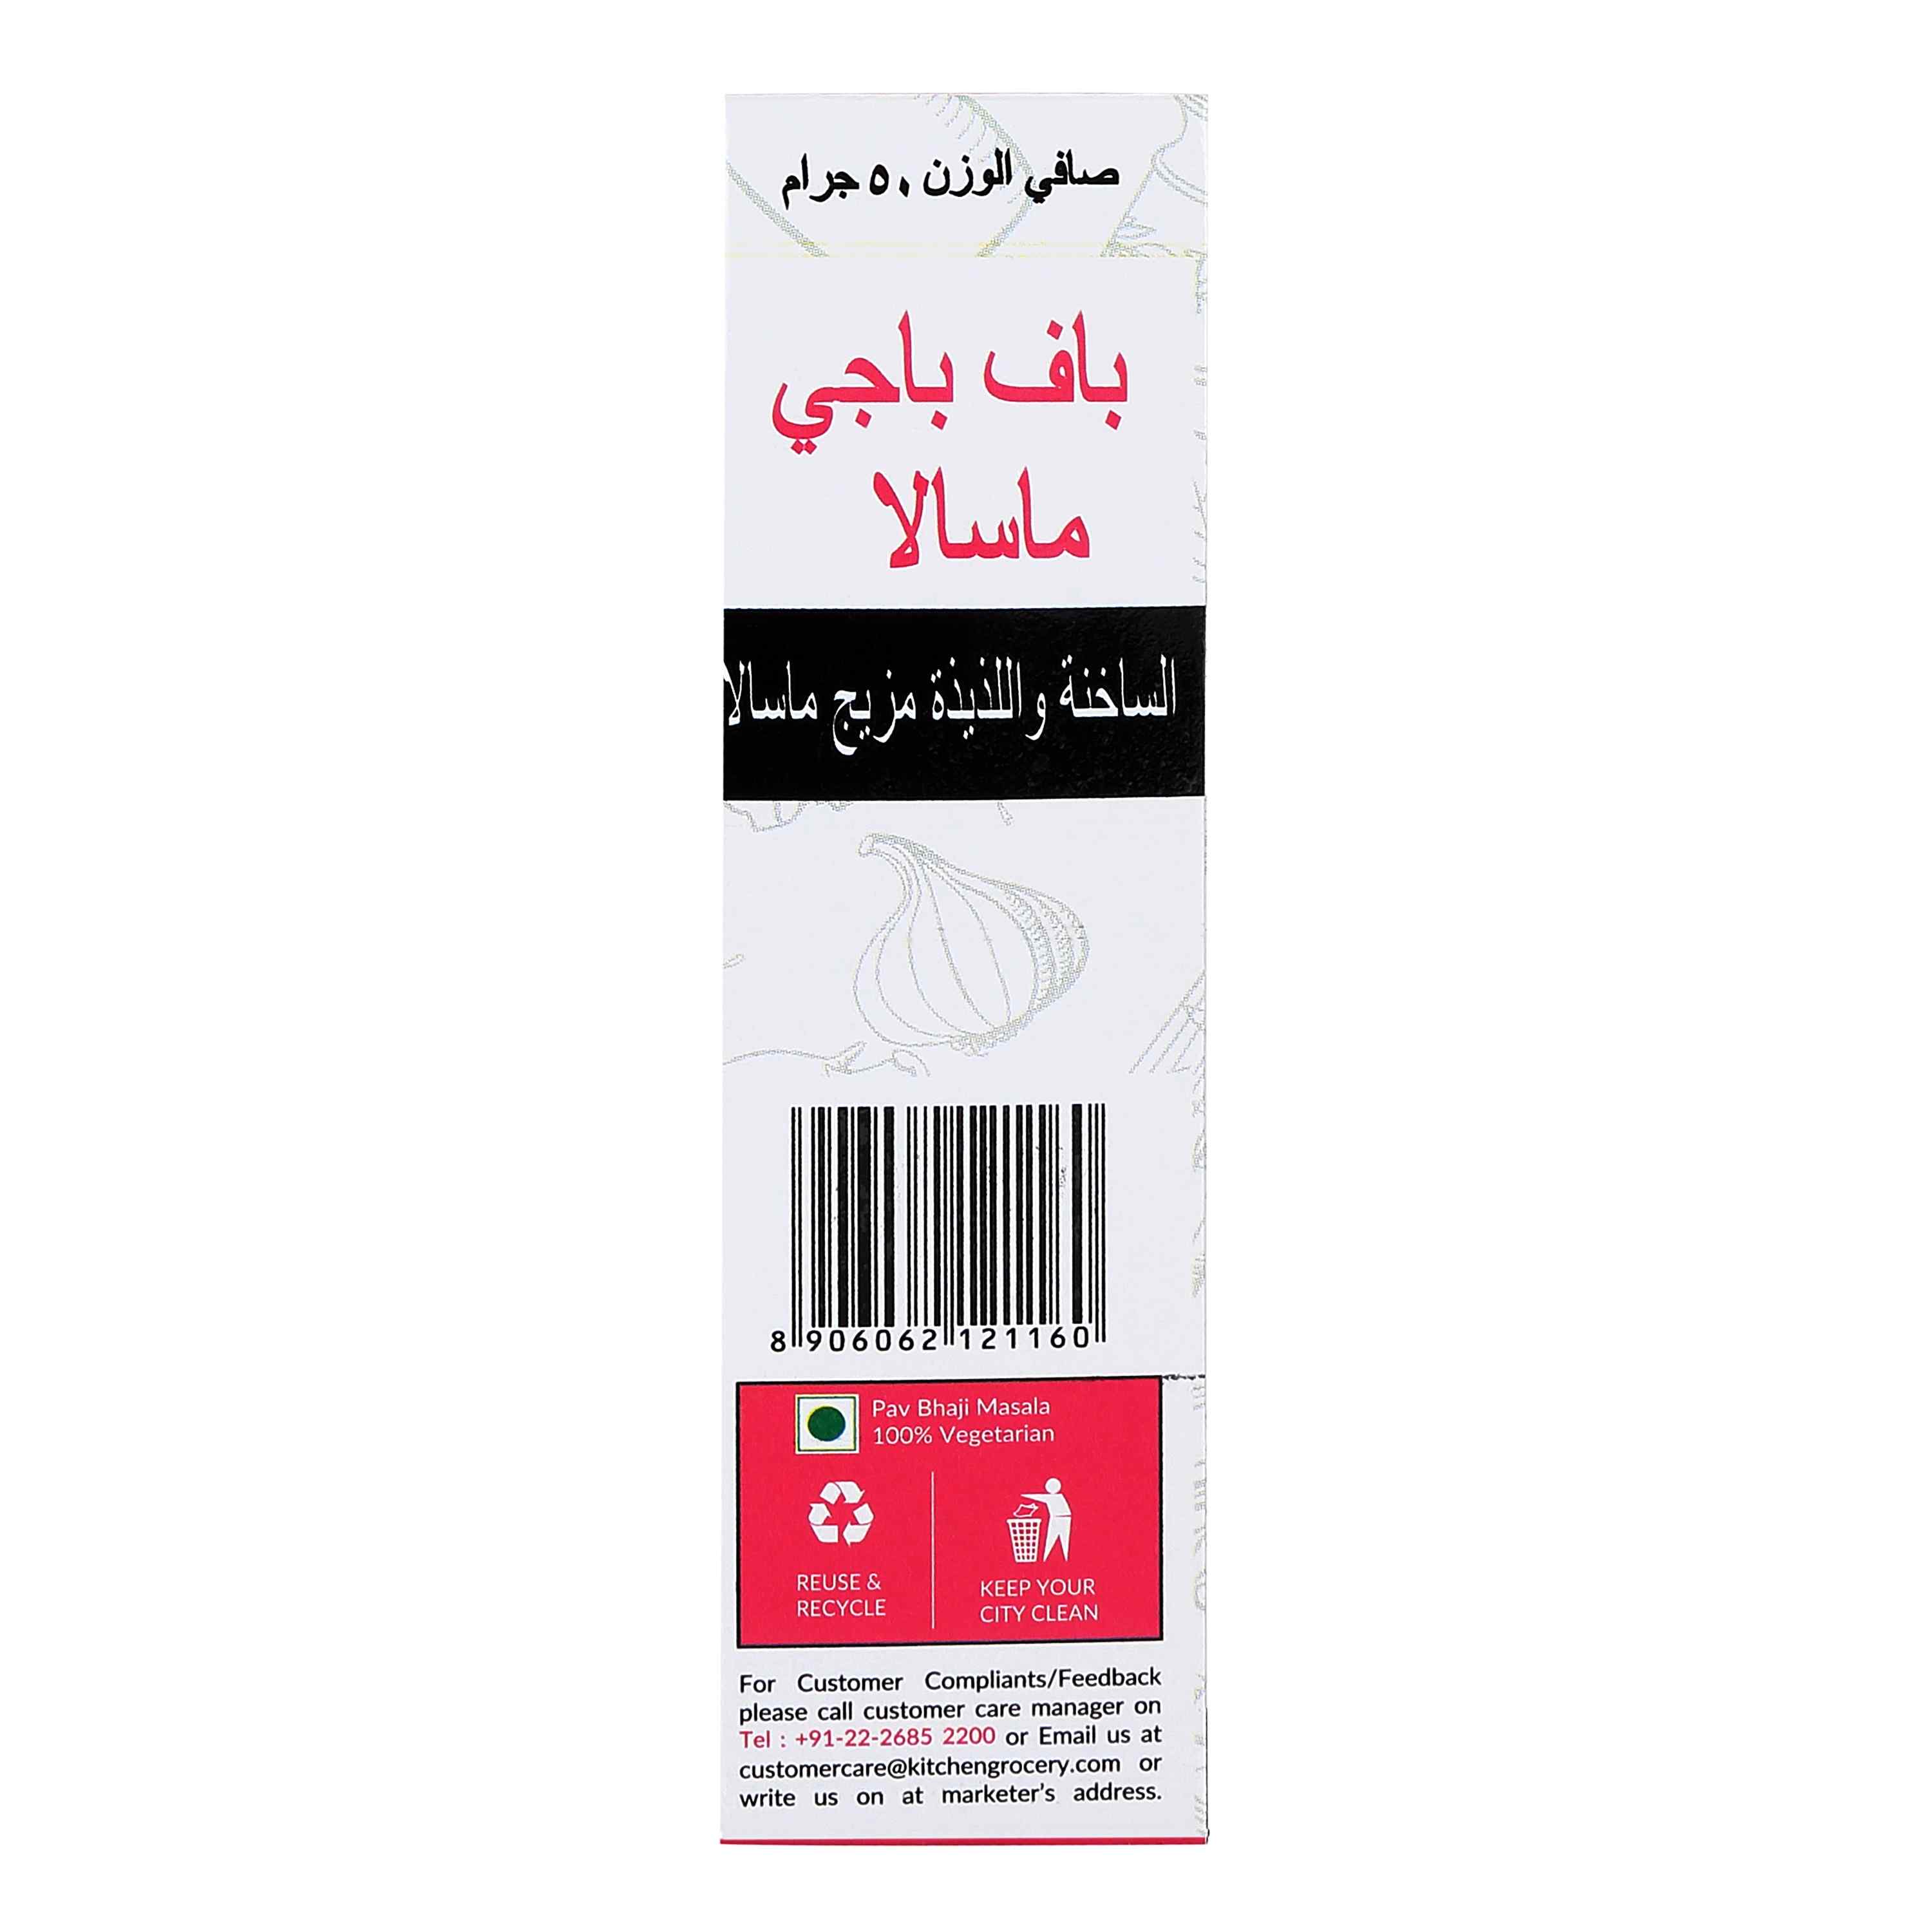 صافي الوزن ٥٠ جرام
باف باجي
ماسالا
الساخنة واللذيذة مزيج ماسالا
8 906062 121160
Pav Bhaji Masala
100% Vegetarian
REUSE &
RECYCLE
KEEP YOUR
CITY CLEAN
For Customer Compliants/Feedback
please call customer care manager on
Tel : +91-22-2685 2200 or Email us at
customercare@kitchengrocery.com or
write us on at marketer's address.